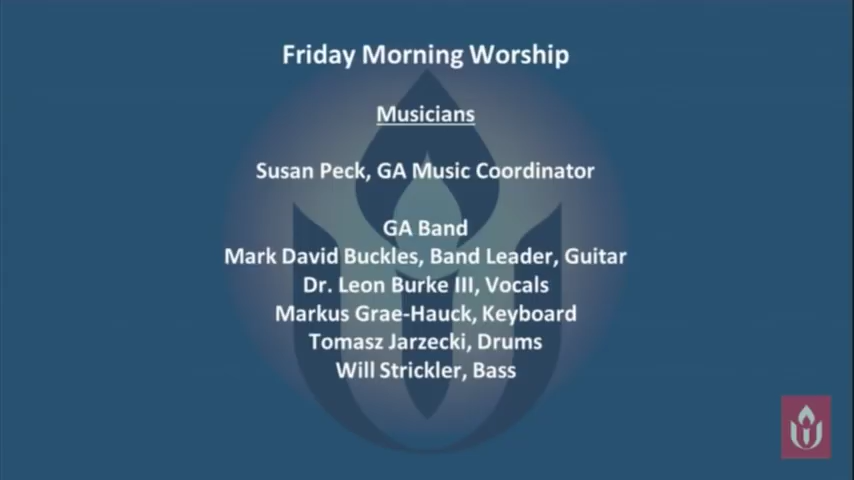 Friday Morning Worship
Musicians
Susan Peck, GA Music Coordinator
GA Band
Mark David Buckles, Band Leader, Guitar
Dr. Leon Burke III, Vocals
Markus Grae-Hauck, Keyboard
Tomasz Jarzecki, Drums
Will Strickler, Bass